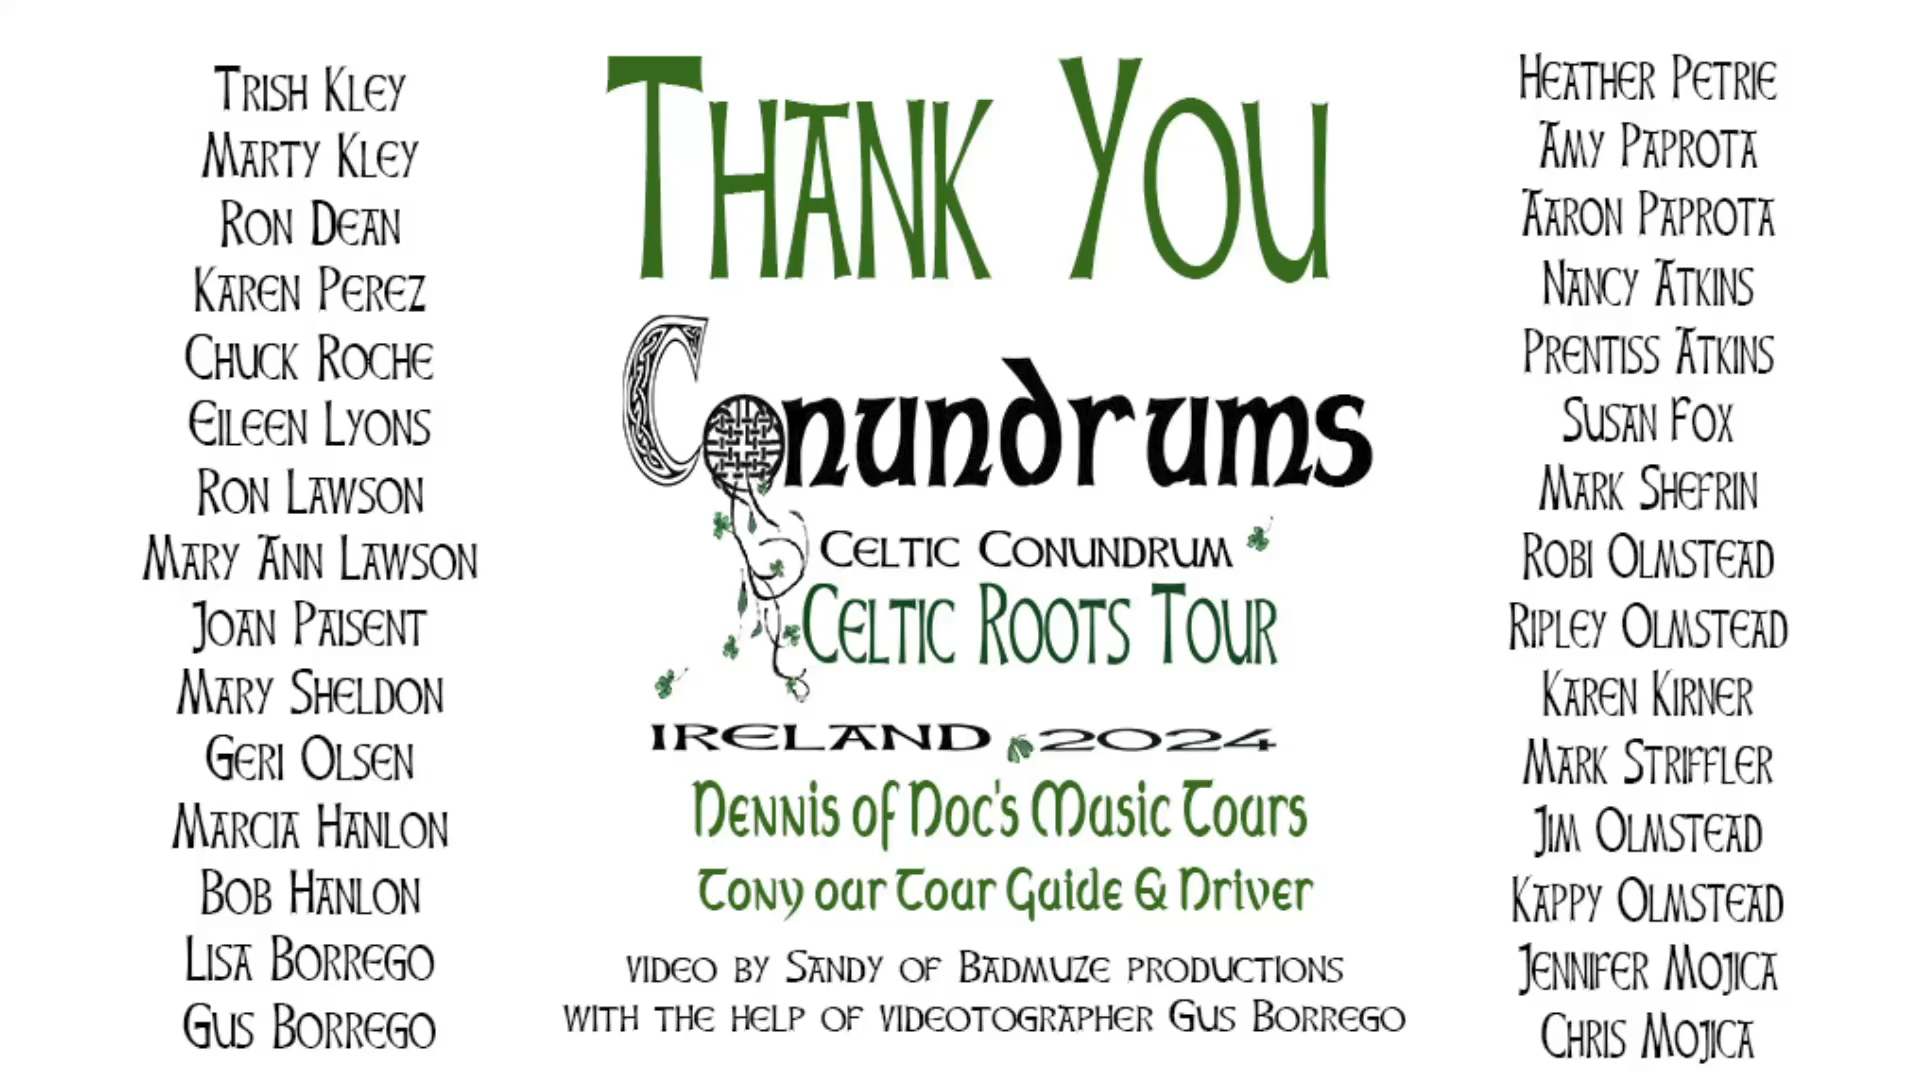 Trish Kley
Marty Kley
Ron Dean
Karen Perez
Chuck Roche
Eileen Lyons
Ron Lawson
Mary Ann Lawson
Joan Paisent
Mary Sheldon
Geri Olsen
Marcia Hanlon
Bob Hanlon
Lisa Borrego
Gus Borrego
Thank You
Conundrums
Celtic Conundrum
Celtic Roots Tour
Ireland 2024
Dennis of Doc's Music Tours
Tony our Tour Guide & Driver
video by Sandy of Badmuze productions
with the help of videotographer Gus Borrego
Heather Petrie
Amy Paprota
Aaron Paprota
Nancy Atkins
Prentiss Atkins
Susan Fox
Mark Shefrin
Robi Olmstead
Ripley Olmstead
Karen Kirner
Mark Striffler
Jim Olmstead
Kappy Olmstead
Jennifer Mojica
Chris Mojica